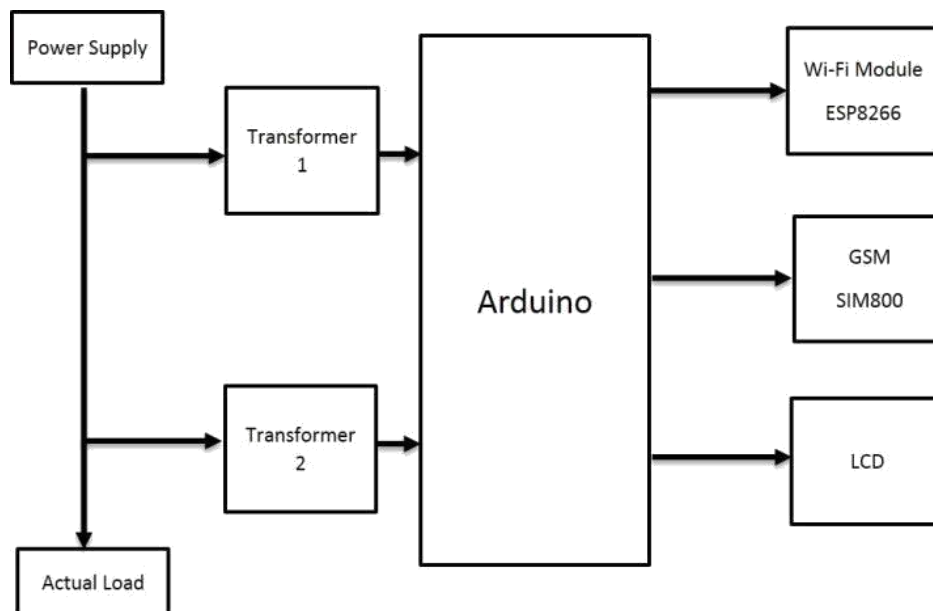 Power Supply
Transformer
1
Arduino
Wi-Fi Module
ESP8266
GSM
SIM800
Transformer
2
LCD
Actual Load